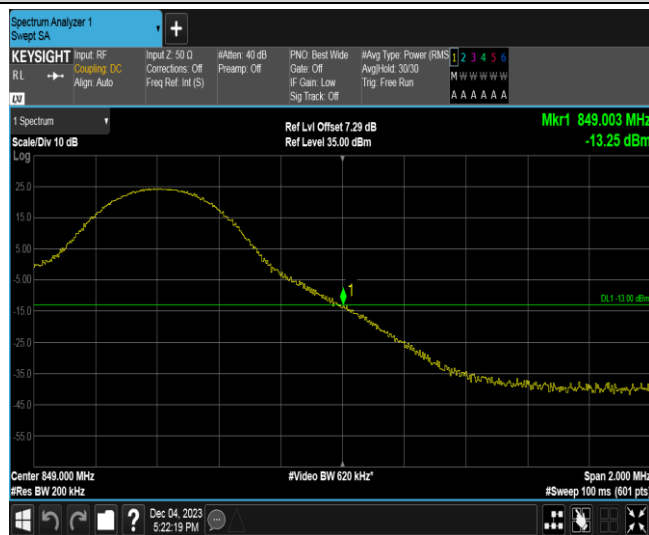 Spectrum Analyzer 1
Swept SA
+
KEYSIGHT
RL
LXI
Input: RF
Coupling: DC
Align: Auto
Input Z: 50 Ω
Corrections: Off
Freq Ref: Int (S)
#Atten: 40 dB
Preamp: Off
PNO: Best Wide
Gate: Off
IF Gain: Low
Sig Track: Off
#Avg Type: Power (RMS
Avg|Hold: 30/30
Trig: Free Run
1 2 3 4 5 6
M W W W W W
A A A A A A
1 Spectrum
Scale/Div 10 dB
Log
Ref Lvl Offset 7.29 dB
Ref Level 35.00 dBm
Mkr1 849.003 MHz
-13.25 dBm
25.0
15.0
5.00
-5.00
-15.0
-25.0
-35.0
-45.0
-55.0
1
DL1 -13.00 dBm
Center 849.000 MHz
#Res BW 200 kHz
#Video BW 620 kHz*
Span 2.000 MHz
#Sweep 100 ms (601 pts)
?
Dec 04, 2023
5:22:19 PM